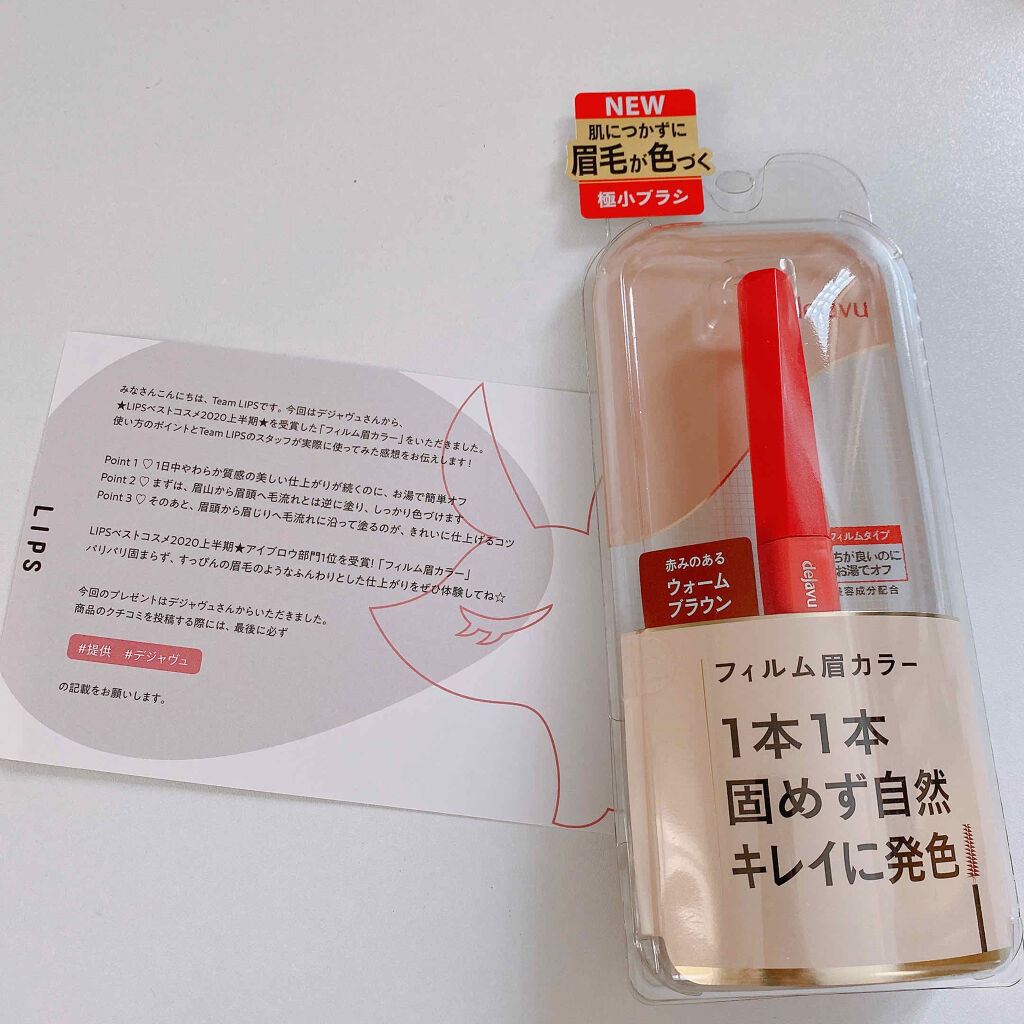 みなさんこんにちは、Team LIPSです。今回はデジャヴュさんから、
★LIPSベストコスメ2020上半期★を受賞した「フィルム眉カラー」をいただきました。
使い方のポイントとTeam LIPSのスタッフが実際に使ってみた感想をお伝えします！
Point 1 ♡ 1日中やわらか質感の美しい仕上がりが続くのに、お湯で簡単オフ
Point 2 ♡ まずは、眉山から眉頭へ毛流れとは逆に塗り、しっかり色づけます
Point 3 ♡ そのあと、眉頭から眉じりへ毛流れに沿って塗るのが、きれいに仕上げるコツ
LIPSベストコスメ2020上半期★アイブロウ部門1位を受賞！「フィルム眉カラー」
パリパリ固まらず、すっぴんの眉毛のようなふんわりとした仕上がりをぜひ体験してね☆
今回のプレゼントはデジャヴュさんからいただきました。
商品のクチコミを投稿する際には、最後に必ず
#提供 #デジャヴュ
の記載をお願いします。
LIPS
NEW
肌につかずに
眉毛が色づく
極小ブラシ
dejavu
赤みのある
ウォーム
ブラウン
dejavu
フィルムタイプ
ちが良いのに
お湯でオフ
美容成分配合
フィルム眉カラー
1本1本
固めず自然
キレイに発色